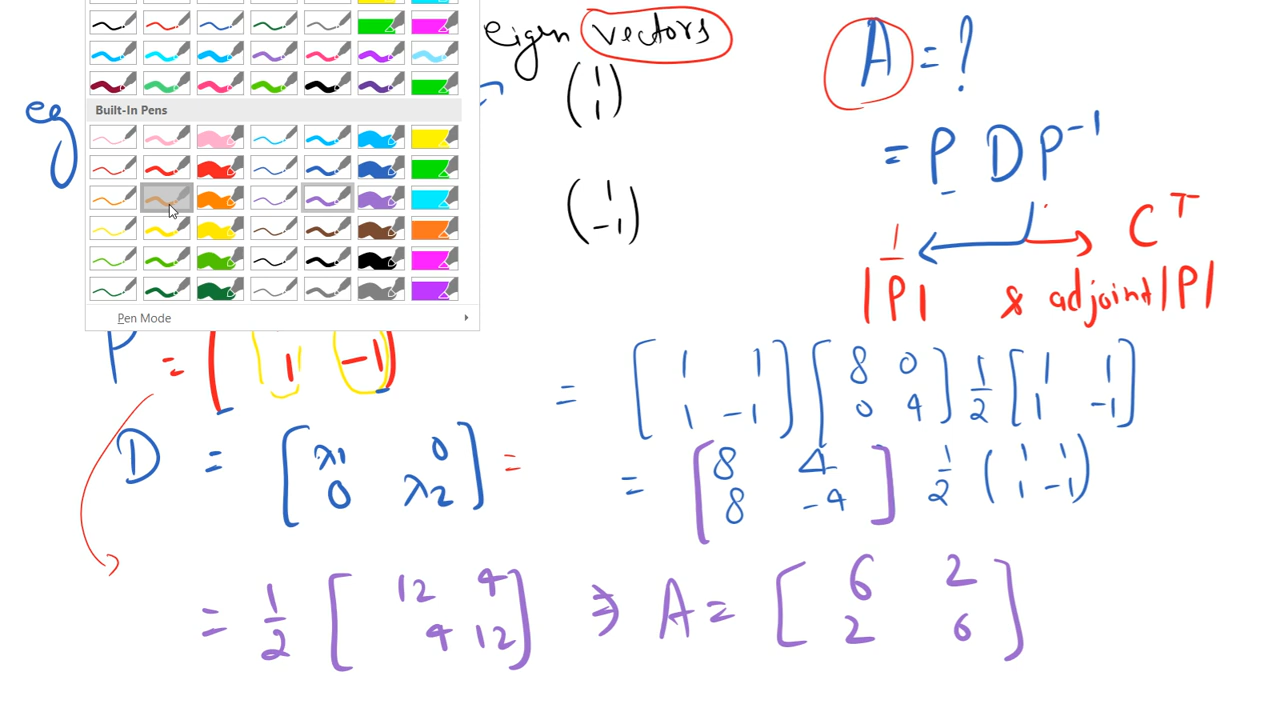 eigen vectors
A = ?
eg
(1
1)
= P D P⁻¹
Built-In Pens
(1
-1)
1 / |P| & adjoint|P| Cᵀ
Pen Mode
P = [ 1 -1 ]
= [1 1
1 -1] [8 0
0 4] 1/2 [1 1
1 -1]
D = [λ1 0
0 λ2] =
= [8 4
8 -4] 1/2 (1 1
1 -1)
= 1/2 [12 4
4 12] ⇒ A = [6 2
2 6]